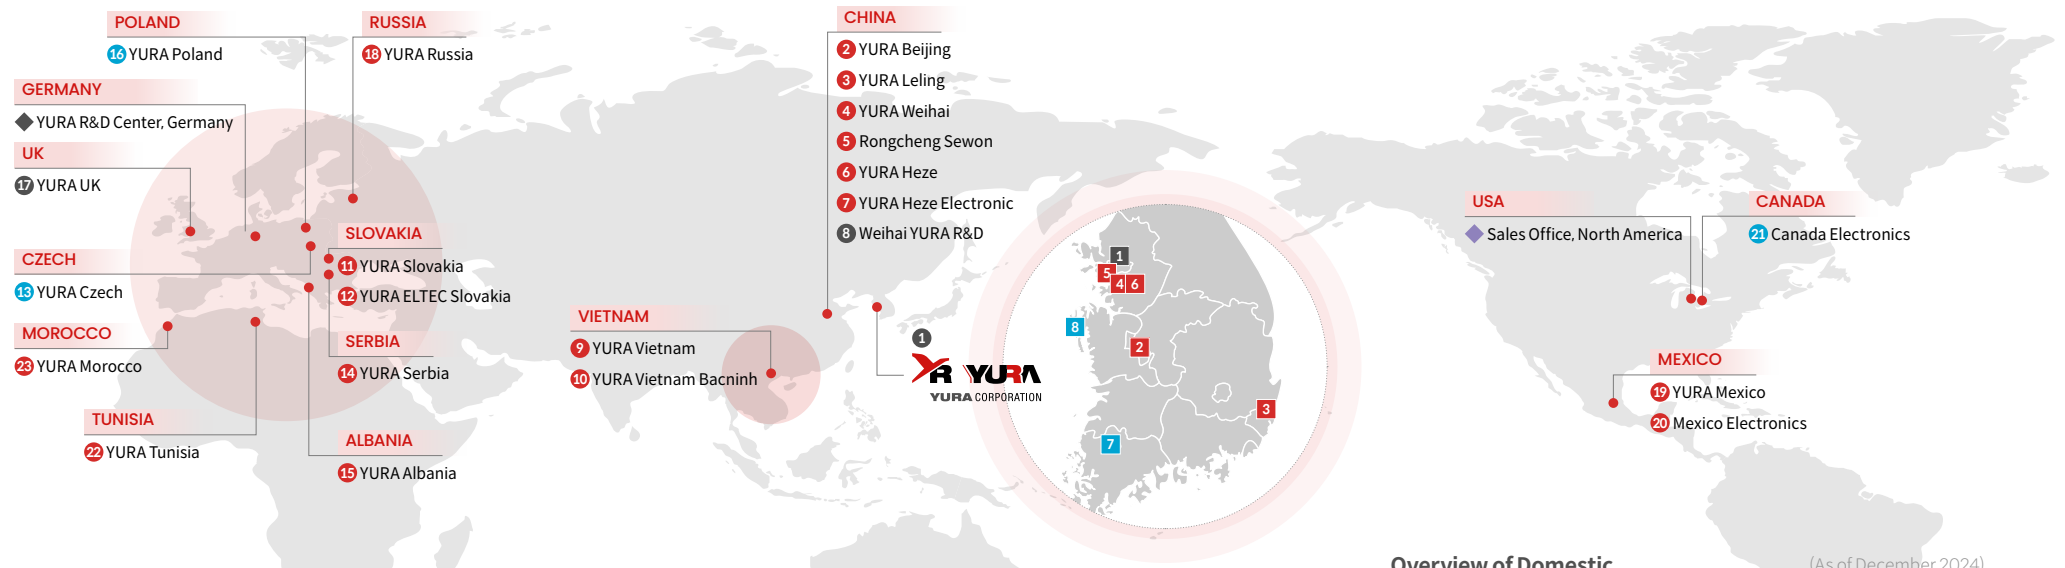 POLAND
16 YURA Poland
RUSSIA
18 YURA Russia
GERMANY
YURA R&D Center, Germany
UK
17 YURA UK
CZECH
13 YURA Czech
MOROCCO
23 YURA Morocco
TUNISIA
22 YURA Tunisia
SLOVAKIA
11 YURA Slovakia
12 YURA ELTEC Slovakia
SERBIA
14 YURA Serbia
ALBANIA
15 YURA Albania
VIETNAM
9 YURA Vietnam
10 YURA Vietnam Bacninh
CHINA
2 YURA Beijing
3 YURA Leling
4 YURA Weihai
5 Rongcheng Sewon
6 YURA Heze
7 YURA Heze Electronic
8 Weihai YURA R&D
1
YR YURA
YURA CORPORATION
1
5
4 6
8
2
3
7
USA
Sales Office, North America
CANADA
21 Canada Electronics
MEXICO
19 YURA Mexico
20 Mexico Electronics
Overview of Domestic
(As of December 2024)